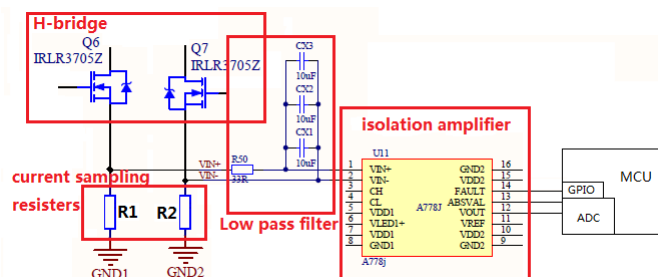 H-bridge
Q6
IRLR3705Z
Q7
IRLR3705Z
CX3
10uF
CX2
10uF
CX1
10uF
isolation amplifier
U11
VIN+
R50
VIN-
33R
1 VIN+ GND2 16
2 VIN- VDD2 15
3 CH FAULT 14
4 CL ABSVAL 13
5 VDD1 VOUT 12
6 VLED1+ VREF 11
7 VDD1 VDD2 10
8 GND1 GND2 9
A778J
A778j
MCU
GPIO
ADC
current sampling
resisters
R1
R2
Low pass filter
GND1
GND2